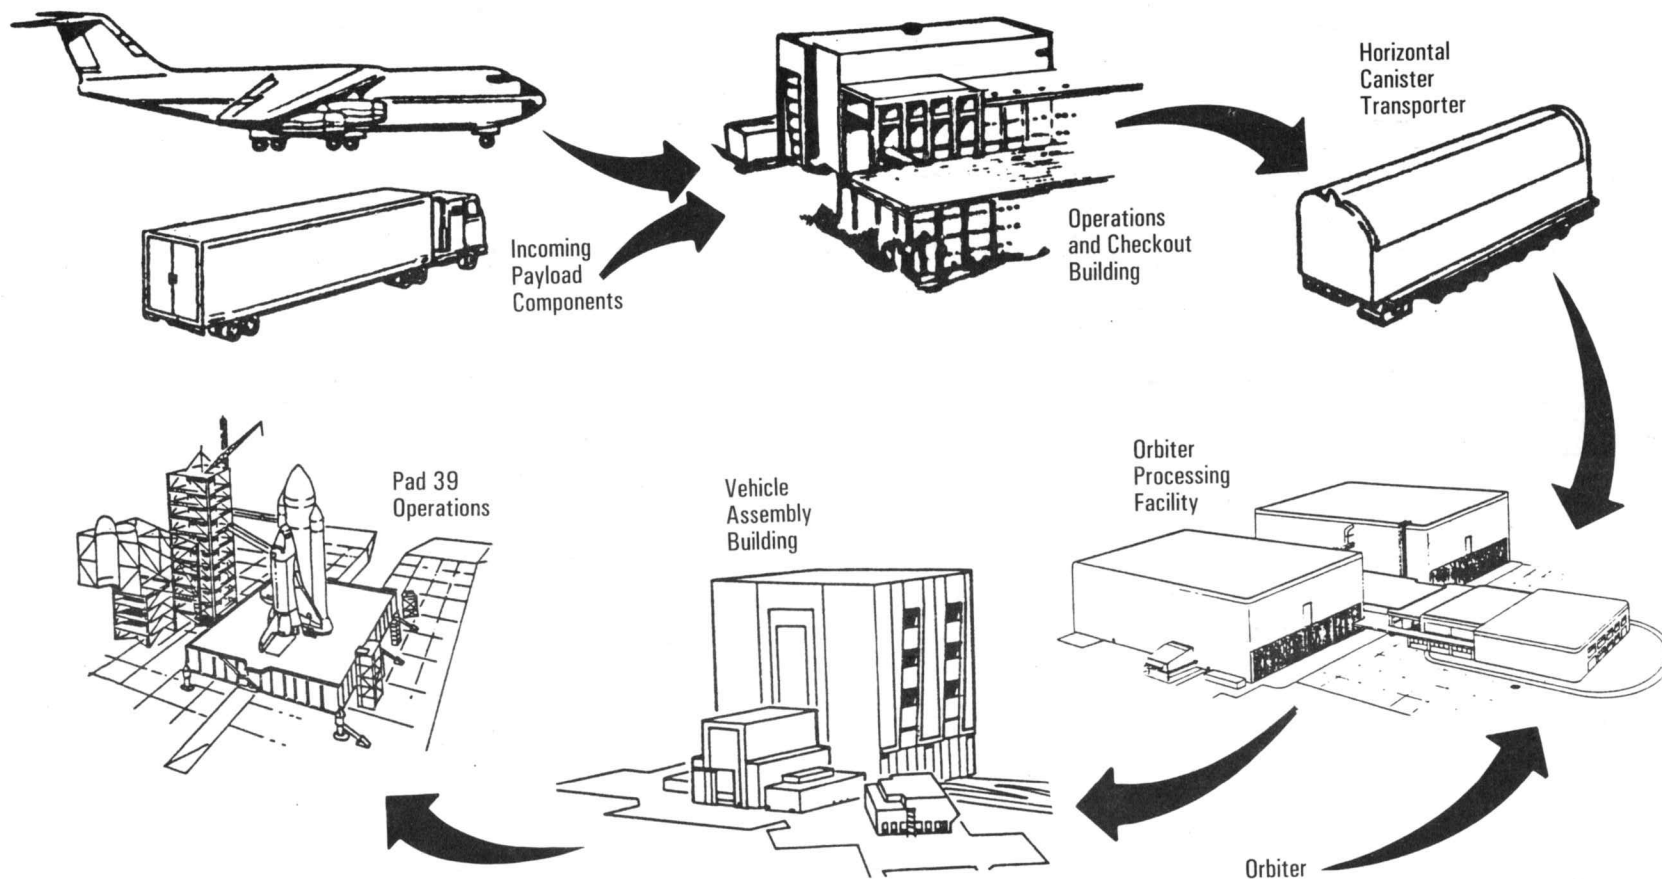 Incoming
Payload
Components
Operations
and Checkout
Building
Horizontal
Canister
Transporter
Orbiter
Processing
Facility
Orbiter
Vehicle
Assembly
Building
Pad 39
Operations